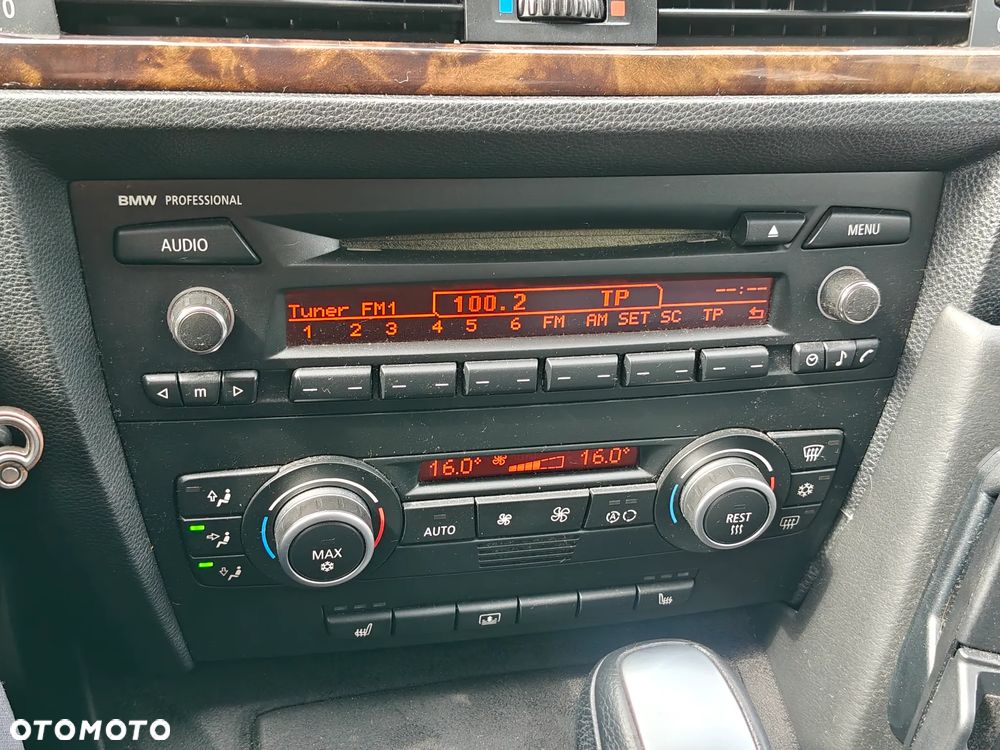 0
BMW PROFESSIONAL
AUDIO
MENU
Tuner FM1 100.2 TP --:--
1 2 3 4 5 6 FM AM SET SC TP
m
16.0° 16.0°
AUTO
MAX
REST
OTOMOTO